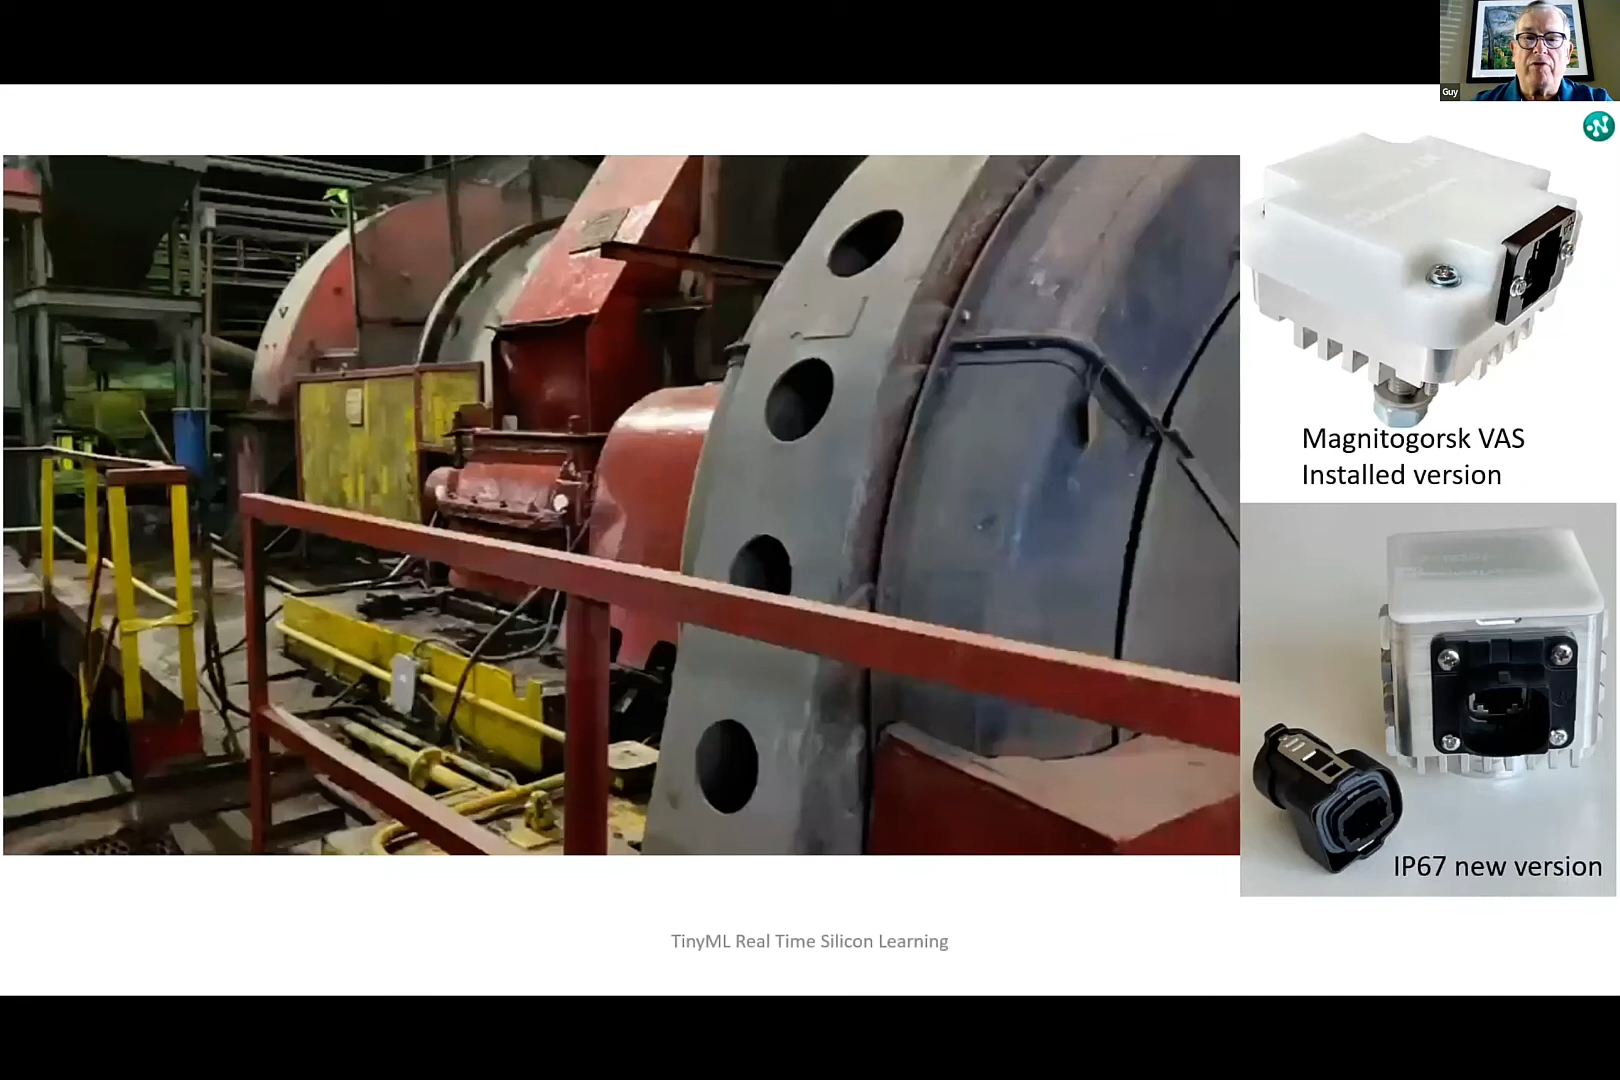 Guy
Magnitogorsk VAS
Installed version
IP67 new version
TinyML Real Time Silicon Learning